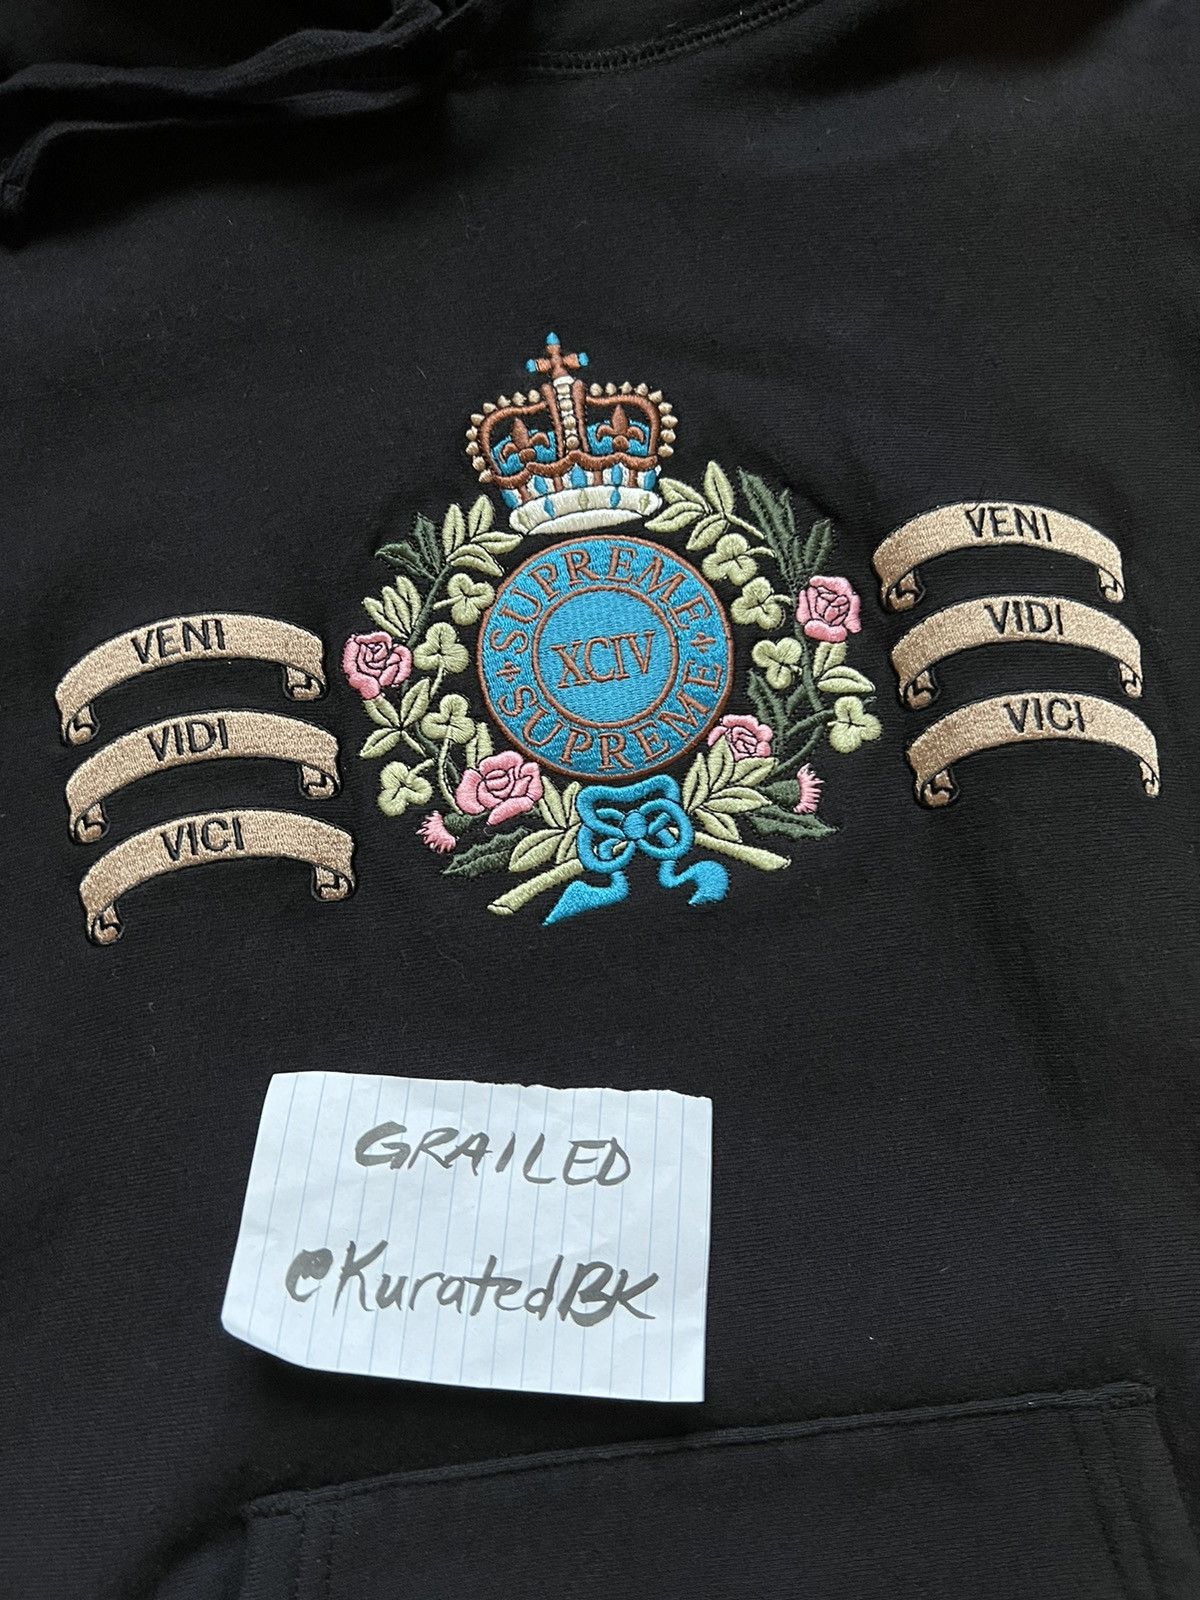 SUPREME
XCIV
SUPREME
VENI
VIDI
VICI
VENI
VIDI
VICI
GRAILED
@KuratedBK